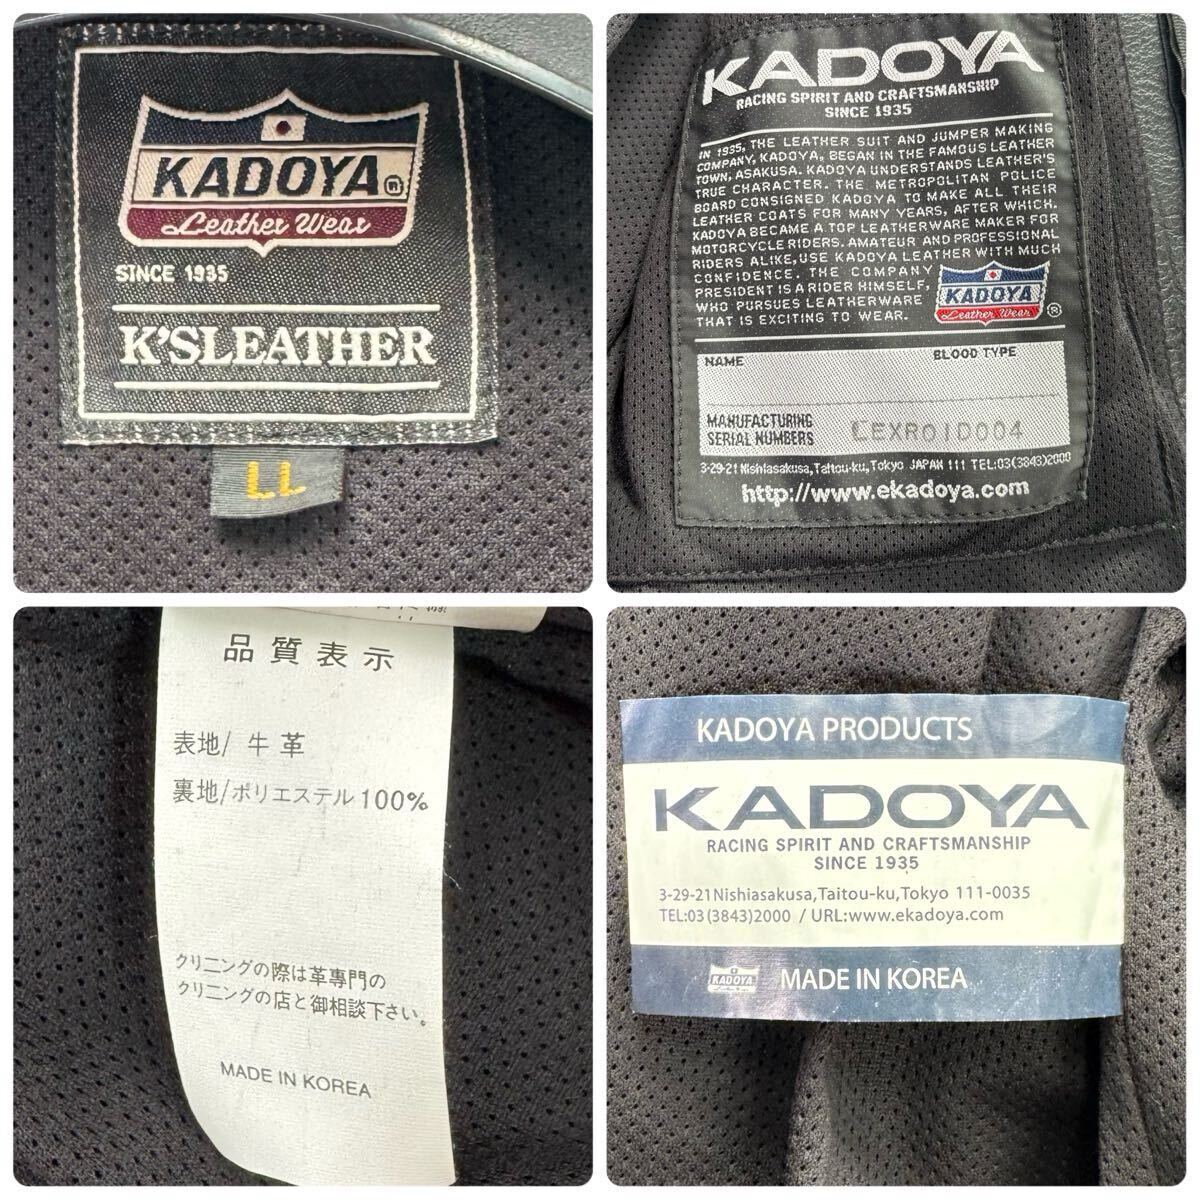 KADOYA®
Leather Wear
SINCE 1935
K'SLEATHER
LL
KADOYA
RACING SPIRIT AND CRAFTSMANSHIP
SINCE 1935
IN 1935, THE LEATHER SUIT AND JUMPER MAKING
COMPANY, KADOYA, BEGAN IN THE FAMOUS LEATHER
TOWN, ASAKUSA. KADOYA UNDERSTANDS LEATHER'S
TRUE CHARACTER. THE METROPOLITAN POLICE
BOARD CONSIGNED KADOYA TO MAKE ALL THEIR
LEATHER COATS FOR MANY YEARS, AFTER WHICH.
KADOYA BECAME A TOP LEATHERWARE MAKER FOR
MOTORCYCLE RIDERS. AMATEUR AND PROFESSIONAL
RIDERS ALIKE, USE KADOYA LEATHER WITH MUCH
CONFIDENCE. THE COMPANY
PRESIDENT IS A RIDER HIMSELF,
WHO PURSUES LEATHERWARE
THAT IS EXCITING TO WEAR.
KADOYA
Leather Wear ®
NAME BLOOD TYPE
MANUFACTURING
SERIAL NUMBERS LEXR01D004
3-29-21 Nishiasakusa,Taitou-ku,Tokyo JAPAN 111 TEL:03(3843)2000
http://www.ekadoya.com
品質表示
表地/ 牛革
裏地/ポリエステル100%
クリーニングの際は革専門の
クリーニングの店と御相談下さい。
MADE IN KOREA
KADOYA PRODUCTS
KADOYA
RACING SPIRIT AND CRAFTSMANSHIP
SINCE 1935
3-29-21Nishiasakusa,Taitou-ku,Tokyo 111-0035
TEL:03(3843)2000 / URL:www.ekadoya.com
KADOYA MADE IN KOREA